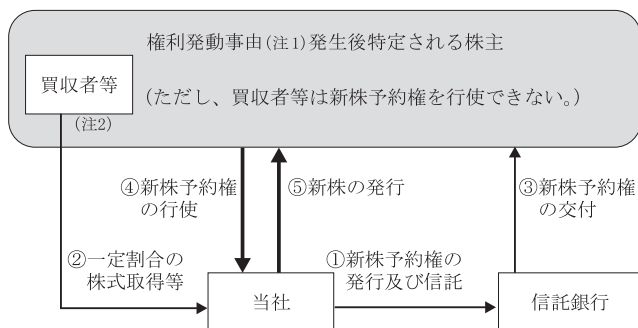 権利発動事由(注1)発生後特定される株主
買収者等
(注2)
(ただし、買収者等は新株予約権を行使できない。)
④新株予約権
の行使
⑤新株の発行
③新株予約権
の交付
②一定割合の
株式取得等
①新株予約権の
発行及び信託
当社
信託銀行